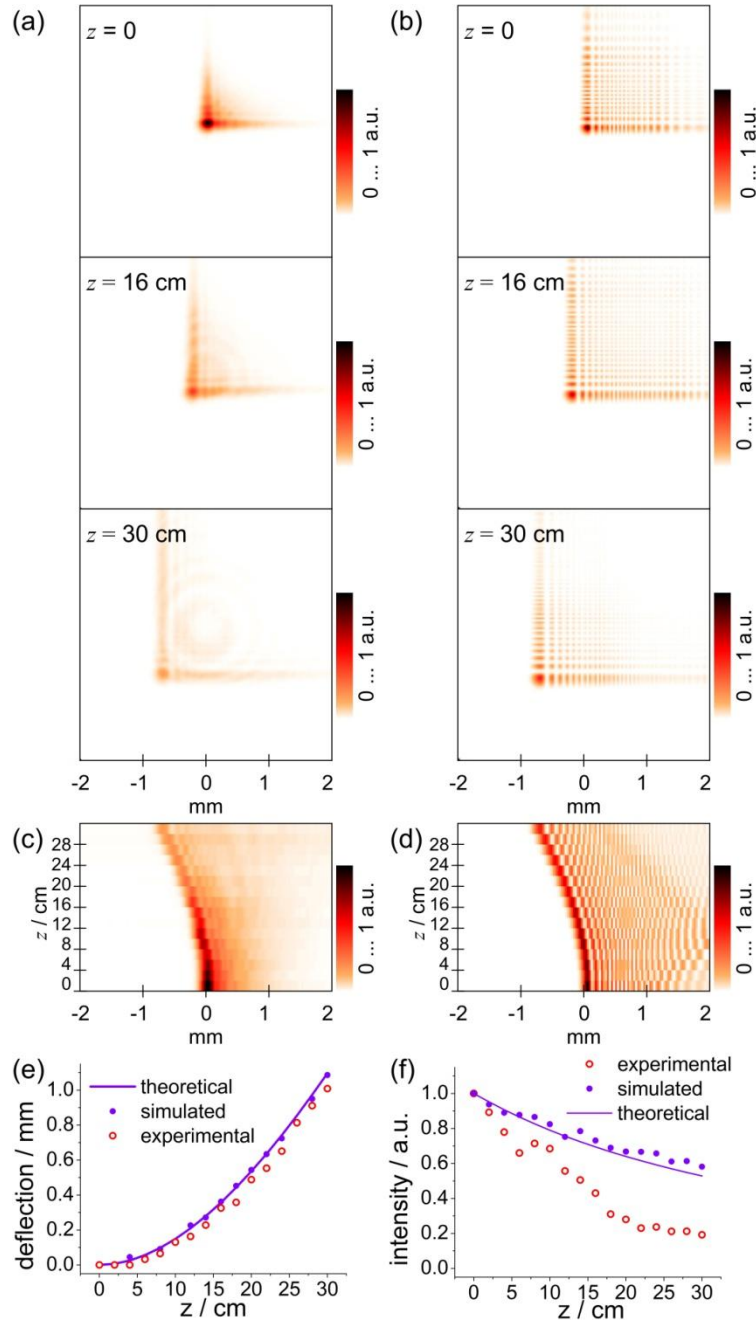 (a)
z = 0
0 ... 1 a.u.
z = 16 cm
0 ... 1 a.u.
z = 30 cm
0 ... 1 a.u.
-2 -1 0 1 2
mm
(b)
z = 0
0 ... 1 a.u.
z = 16 cm
0 ... 1 a.u.
z = 30 cm
0 ... 1 a.u.
-2 -1 0 1 2
mm
(c)
z / cm
28
24
20
16
12
8
4
0
-2 -1 0 1 2
mm
0 ... 1 a.u.
(d)
z / cm
28
24
20
16
12
8
4
0
-2 -1 0 1 2
mm
0 ... 1 a.u.
(e)
theoretical
simulated
experimental
deflection / mm
1.0
0.8
0.6
0.4
0.2
0.0
0 5 10 15 20 25 30
z / cm
(f)
experimental
simulated
theoretical
intensity / a.u.
1.0
0.8
0.6
0.4
0.2
0.0
0 5 10 15 20 25 30
z / cm